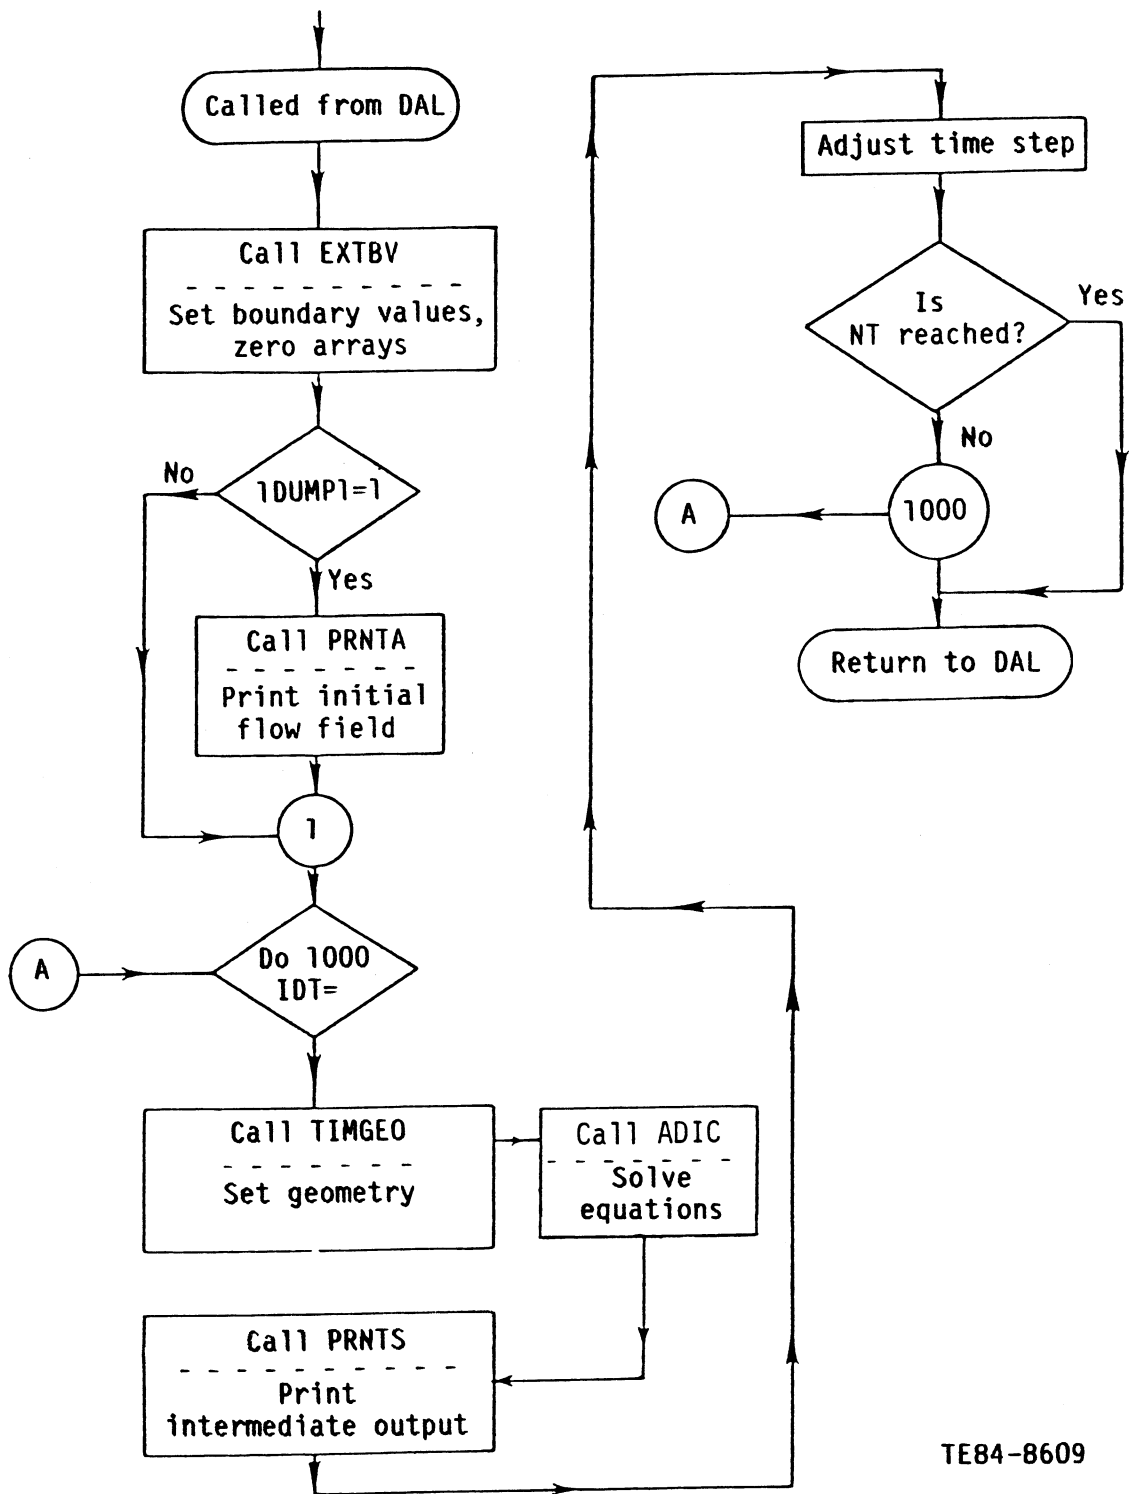 Called from DAL
Call EXTBV
Set boundary values,
zero arrays
No
1DUMP1=1
Yes
Call PRNTA
Print initial
flow field
1
A
Do 1000
IDT=
Call TIMGEO
Set geometry
Call ADIC
Solve
equations
Call PRNTS
Print
intermediate output
Adjust time step
Is
NT reached?
Yes
No
A
1000
Return to DAL
TE84-8609